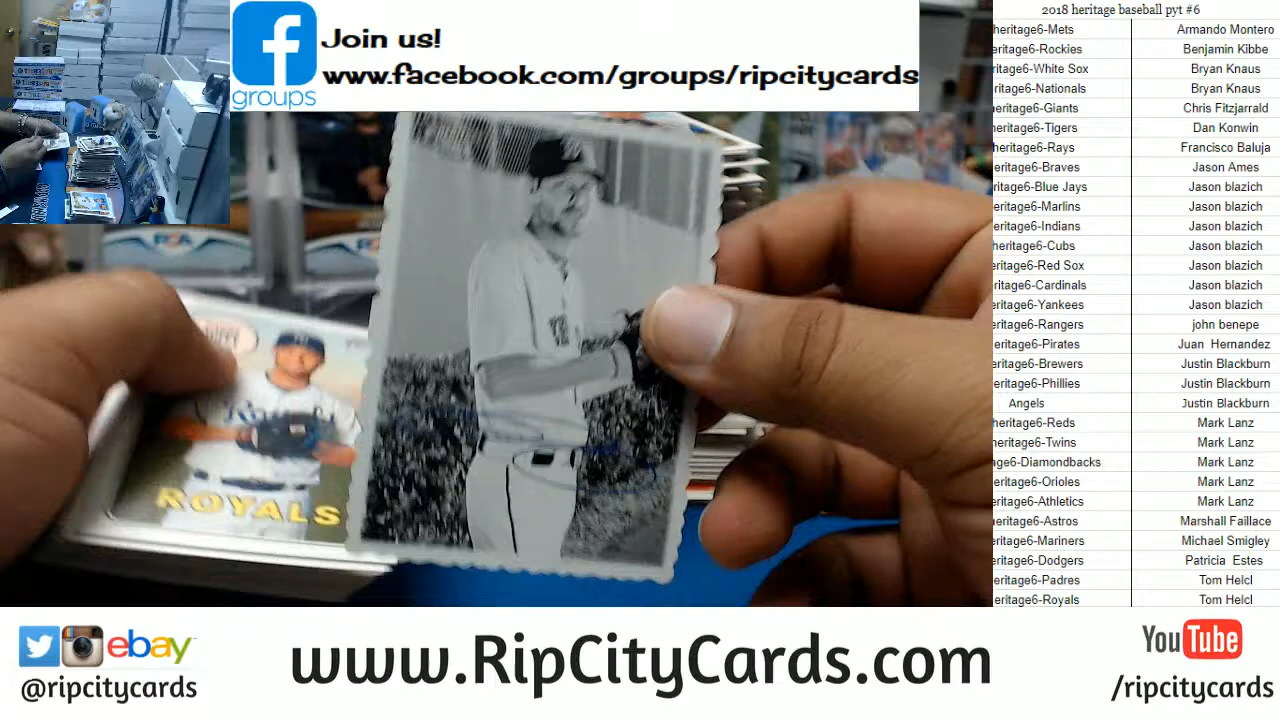 Join us!
www.facebook.com/groups/ripcitycards
groups
2018 heritage baseball pyt #6
heritage6-Mets Armando Montero
heritage6-Rockies Benjamin Kibbe
eritage6-White Sox Bryan Knaus
eritage6-Nationals Bryan Knaus
heritage6-Giants Chris Fitzjarrald
heritage6-Tigers Dan Konwin
heritage6-Rays Francisco Baluja
heritage6-Braves Jason Ames
ritage6-Blue Jays Jason blazich
eritage6-Marlins Jason blazich
eritage6-Indians Jason blazich
eritage6-Cubs Jason blazich
eritage6-Red Sox Jason blazich
ritage6-Cardinals Jason blazich
ritage6-Yankees Jason blazich
eritage6-Rangers john benepe
eritage6-Pirates Juan Hernandez
ritage6-Brewers Justin Blackburn
eritage6-Phillies Justin Blackburn
Angels Justin Blackburn
heritage6-Reds Mark Lanz
heritage6-Twins Mark Lanz
age6-Diamondbacks Mark Lanz
eritage6-Orioles Mark Lanz
ritage6-Athletics Mark Lanz
eritage6-Astros Marshall Faillace
ritage6-Mariners Michael Smigley
ritage6-Dodgers Patricia Estes
eritage6-Padres Tom Helcl
eritage6-Royals Tom Helcl
ROYALS
ebay
@ripcitycards
www.RipCityCards.com
YouTube
/ripcitycards